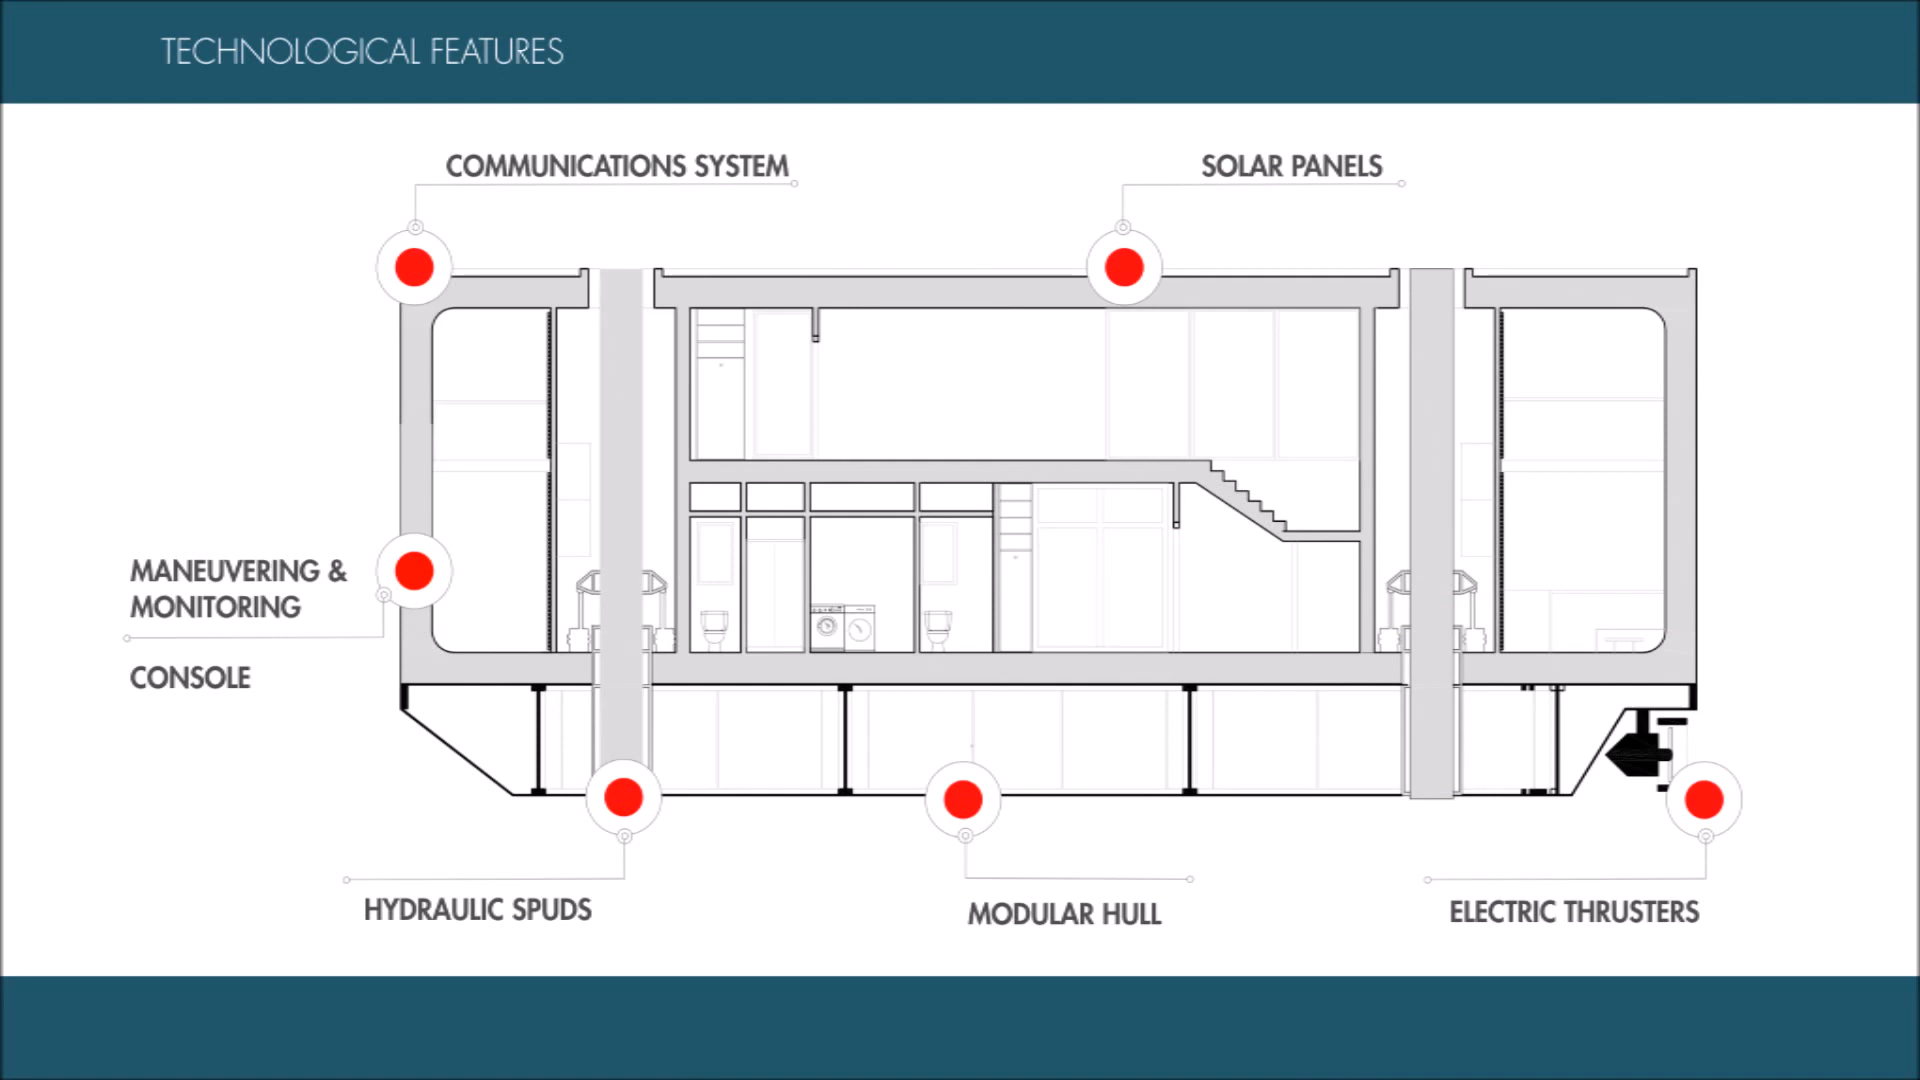 TECHNOLOGICAL FEATURES
COMMUNICATIONS SYSTEM
SOLAR PANELS
MANEUVERING &
MONITORING
CONSOLE
HYDRAULIC SPUDS
MODULAR HULL
ELECTRIC THRUSTERS